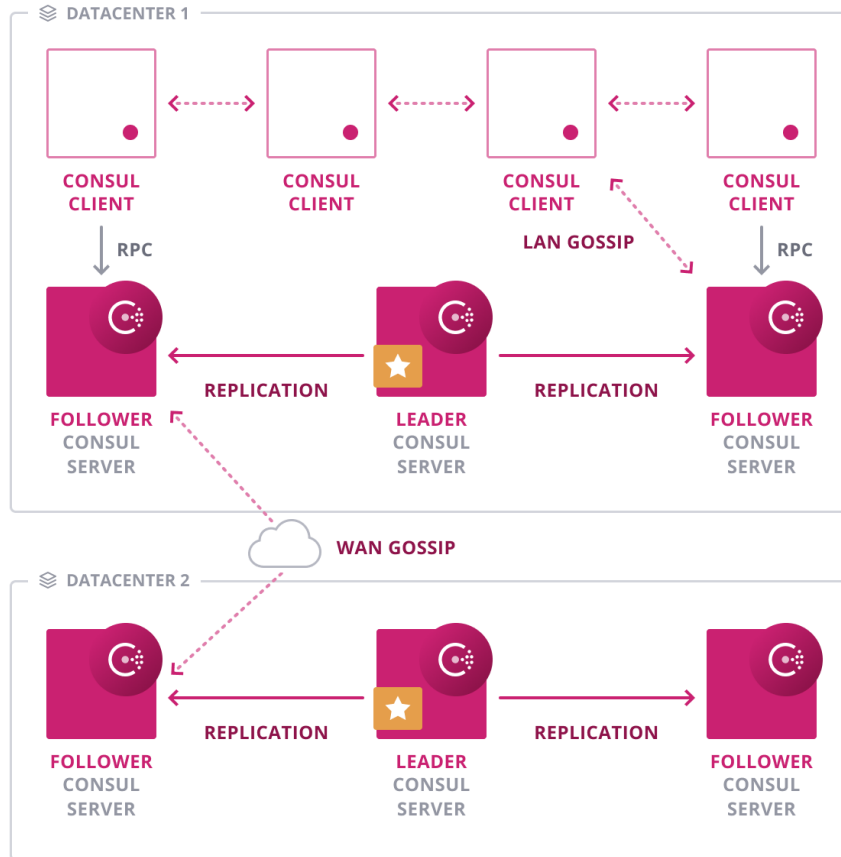 DATACENTER 1
CONSUL CLIENT
CONSUL CLIENT
CONSUL CLIENT
CONSUL CLIENT
RPC
LAN GOSSIP
RPC
REPLICATION
REPLICATION
FOLLOWER
CONSUL
SERVER
LEADER
CONSUL
SERVER
FOLLOWER
CONSUL
SERVER
WAN GOSSIP
DATACENTER 2
REPLICATION
REPLICATION
FOLLOWER
CONSUL
SERVER
LEADER
CONSUL
SERVER
FOLLOWER
CONSUL
SERVER